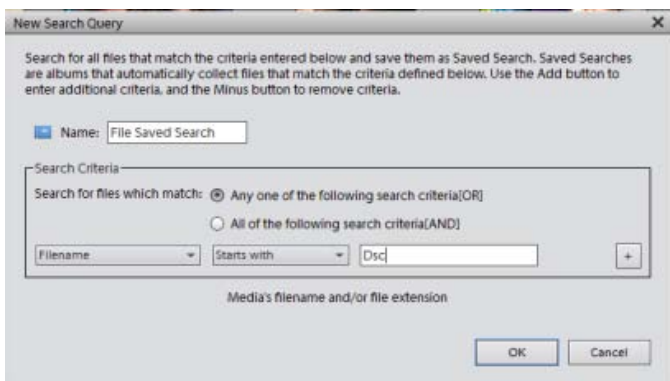 New Search Query
Search for all files that match the criteria entered below and save them as Saved Search. Saved Searches
are albums that automatically collect files that match the criteria defined below. Use the Add button to
enter additional criteria, and the Minus button to remove criteria.
Name: File Saved Search
Search Criteria
Search for files which match: Any one of the following search criteria[OR]
All of the following search criteria[AND]
Filename Starts with Dsc +
Media's filename and/or file extension
OK Cancel